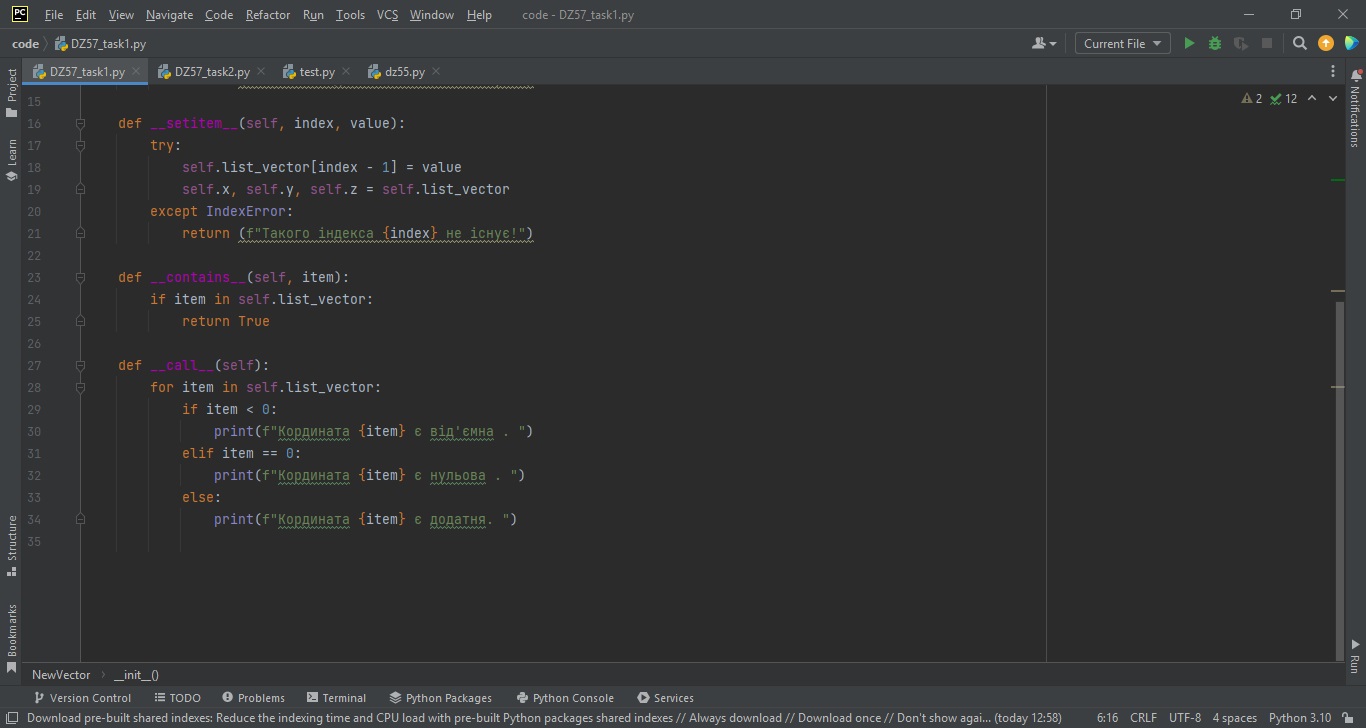 PC File Edit View Navigate Code Refactor Run Tools VCS Window Help code - DZ57_task1.py
code DZ57_task1.py Current File
DZ57_task1.py DZ57_task2.py test.py dz55.py
Project
Learn
Structure
Bookmarks
Notifications
Run
2 12
15
16 def __setitem__(self, index, value):
17 try:
18 self.list_vector[index - 1] = value
19 self.x, self.y, self.z = self.list_vector
20 except IndexError:
21 return (f"Такого індекса {index} не існує!")
22
23 def __contains__(self, item):
24 if item in self.list_vector:
25 return True
26
27 def __call__(self):
28 for item in self.list_vector:
29 if item < 0:
30 print(f"Кордината {item} є від'ємна . ")
31 elif item == 0:
32 print(f"Кордината {item} є нульова . ")
33 else:
34 print(f"Кордината {item} є додатня. ")
35
NewVector __init__()
Version Control TODO Problems Terminal Python Packages Python Console Services
Download pre-built shared indexes: Reduce the indexing time and CPU load with pre-built Python packages shared indexes // Always download // Download once // Don't show agai... (today 12:58) 6:16 CRLF UTF-8 4 spaces Python 3.10